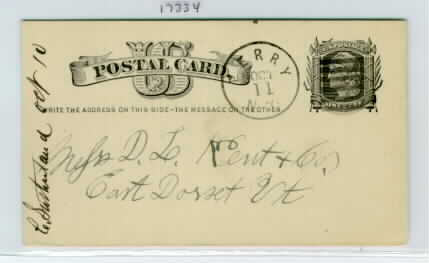 17334
POSTAL CARD.
US
WRITE THE ADDRESS ON THIS SIDE-THE MESSAGE ON THE OTHER
ERRY
OCT
11
N.Y.
Oct 10
D. L. Kent & Co,
East Dorset Vt